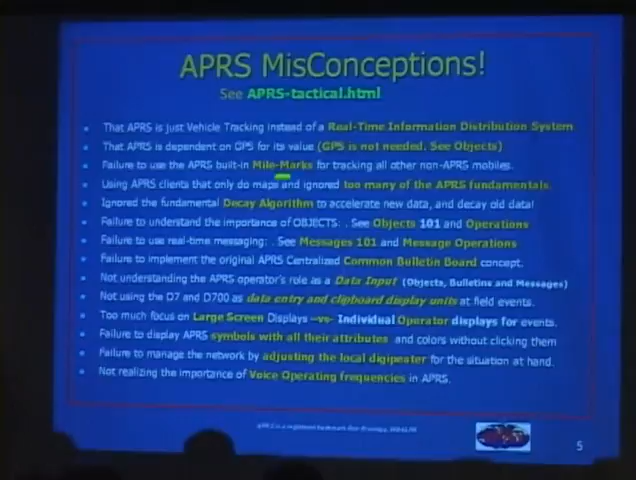 APRS MisConceptions!
See APRS-tactical.html
That APRS is just Vehicle Tracking instead of a Real-Time Information Distribution System
That APRS is dependent on GPS for its value (GPS is not needed. See Objects)
Failure to use the APRS built-in Mile-Marks for tracking all other non-APRS mobiles.
Using APRS clients that only do maps and ignored too many of the APRS fundamentals.
Ignored the fundamental Decay Algorithm to accelerate new data, and decay old data!
Failure to understand the importance of OBJECTS: . See Objects 101 and Operations
Failure to use real-time messaging: . See Messages 101 and Message Operations
Failure to implement the original APRS Centralized Common Bulletin Board concept.
Not understanding the APRS operator's role as a Data Input (Objects, Bulletins and Messages)
Not using the D7 and D700 as data entry and clipboard display units at field events.
Too much focus on Large Screen Displays –vs- Individual Operator displays for events.
Failure to display APRS symbols with all their attributes and colors without clicking them
Failure to manage the network by adjusting the local digipeater for the situation at hand.
Not realizing the importance of Voice Operating frequencies in APRS.
5